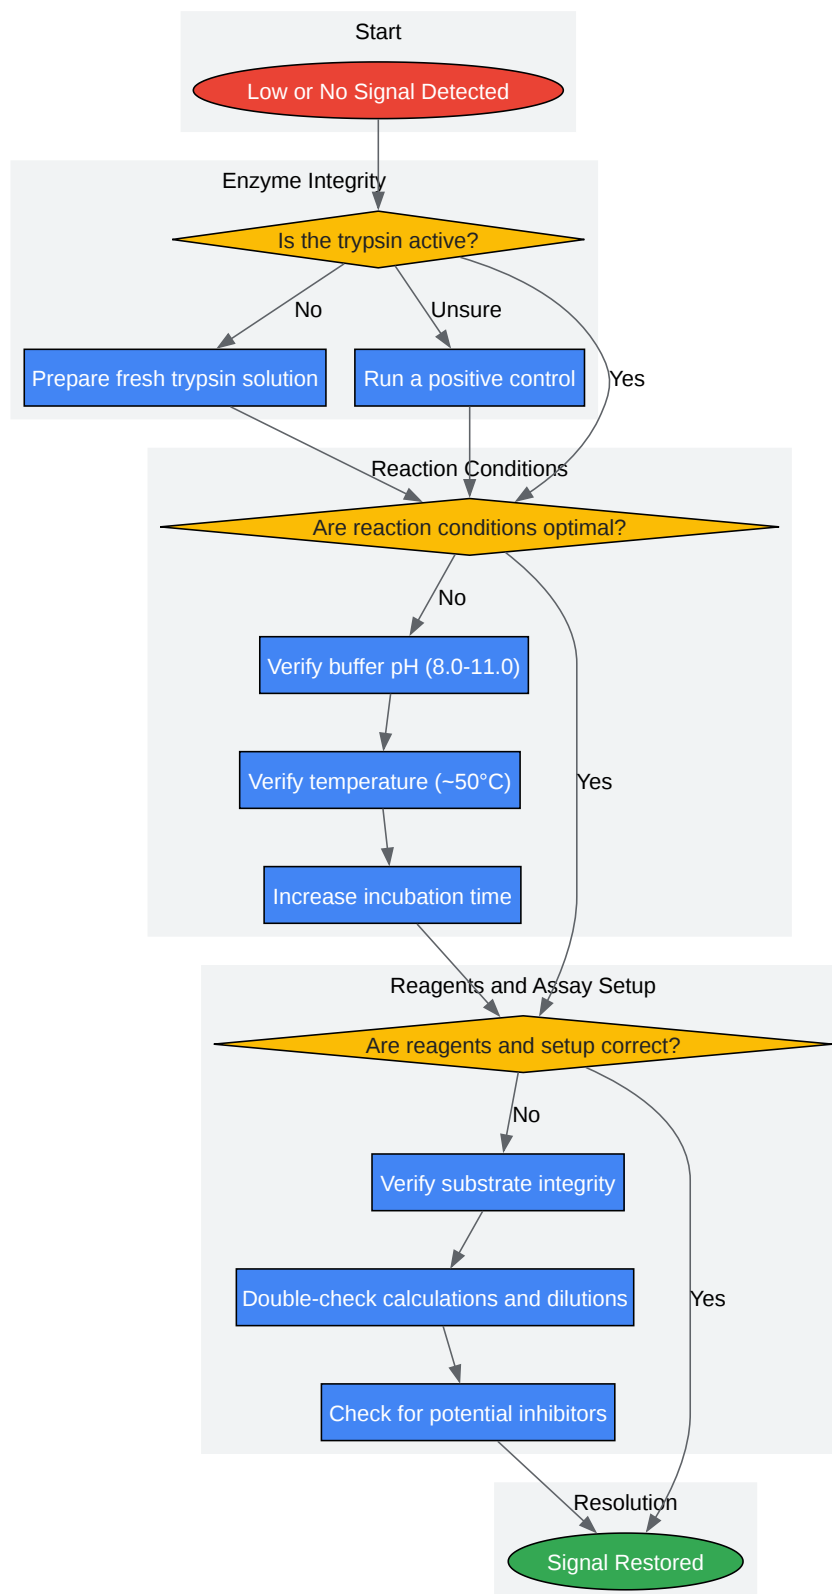 Start
Low or No Signal Detected
Enzyme Integrity
Is the trypsin active?
No
Unsure
Prepare fresh trypsin solution
Run a positive control
Yes
Reaction Conditions
Are reaction conditions optimal?
No
Verify buffer pH (8.0-11.0)
Verify temperature (~50°C)
Yes
Increase incubation time
Reagents and Assay Setup
Are reagents and setup correct?
No
Verify substrate integrity
Double-check calculations and dilutions
Yes
Check for potential inhibitors
Resolution
Signal Restored